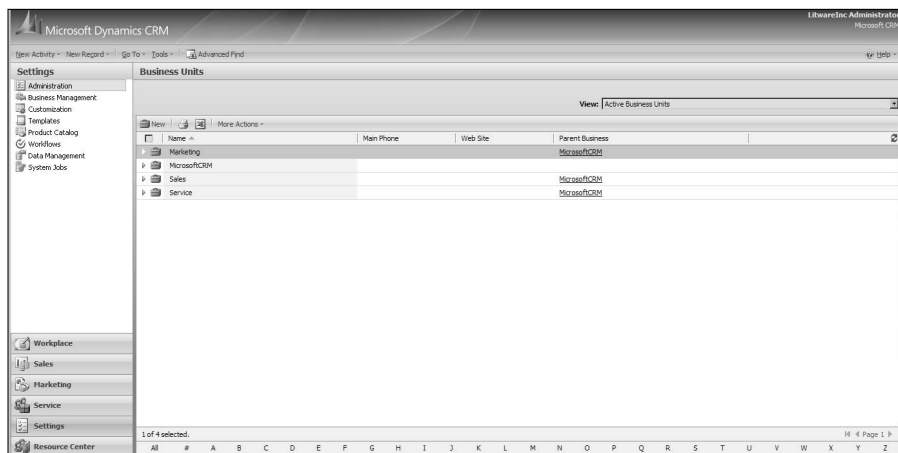 LitwareInc Administrator
Microsoft Dynamics CRM
Microsoft CRM
New Activity New Record Go To Tools Advanced Find Help
Settings
Business Units
Administration
Business Management
Customization
Templates
Product Catalog
Workflows
Data Management
System Jobs
View: Active Business Units
New More Actions
Name Main Phone Web Site Parent Business
Marketing MicrosoftCRM
MicrosoftCRM
Sales MicrosoftCRM
Service MicrosoftCRM
Workplace
Sales
Marketing
Service
Settings
Resource Center
1 of 4 selected.
Page 1
All # A B C D E F G H I J K L M N O P Q R S T U V W X Y Z